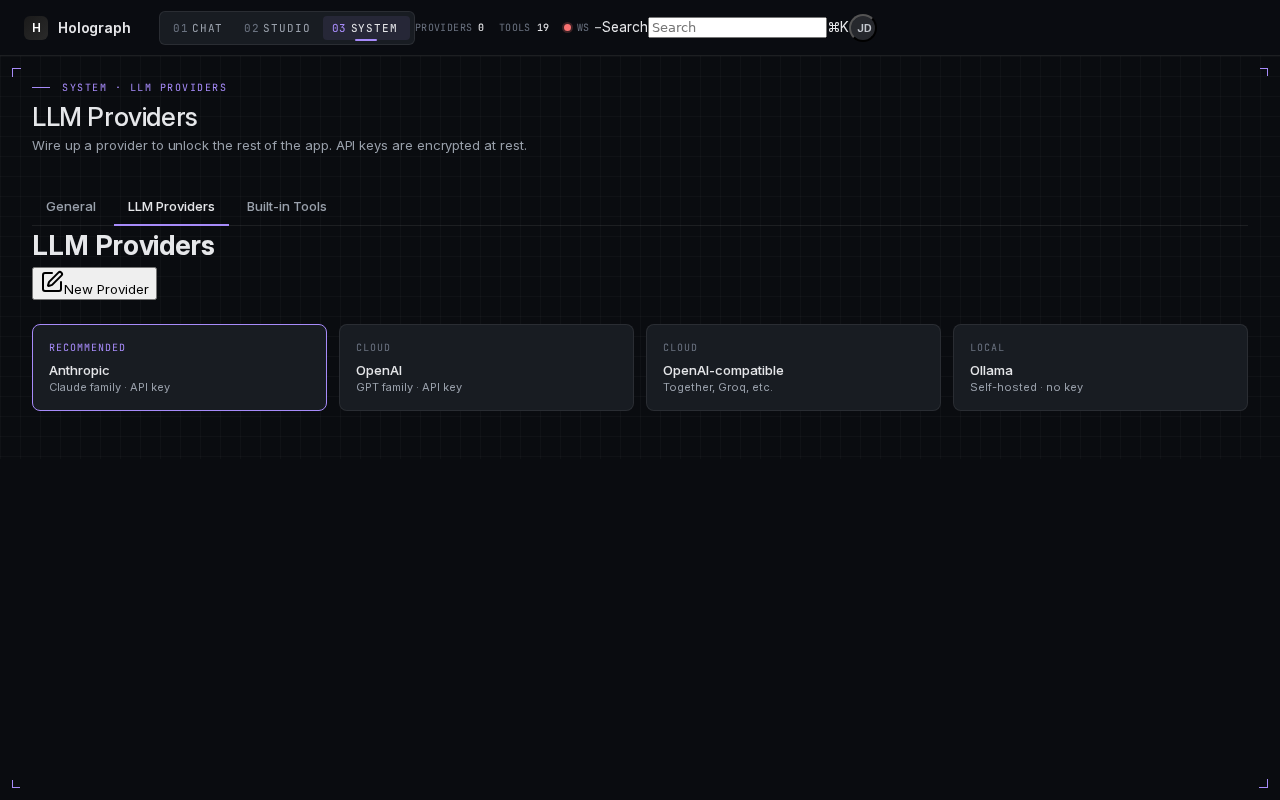 H Holograph 01 CHAT 02 STUDIO 03 SYSTEM PROVIDERS 0 TOOLS 19 WS – Search Search ⌘K JD
SYSTEM · LLM PROVIDERS
LLM Providers
Wire up a provider to unlock the rest of the app. API keys are encrypted at rest.
General LLM Providers Built-in Tools
LLM Providers
New Provider
RECOMMENDED
Anthropic
Claude family · API key
CLOUD
OpenAI
GPT family · API key
CLOUD
OpenAI-compatible
Together, Groq, etc.
LOCAL
Ollama
Self-hosted · no key